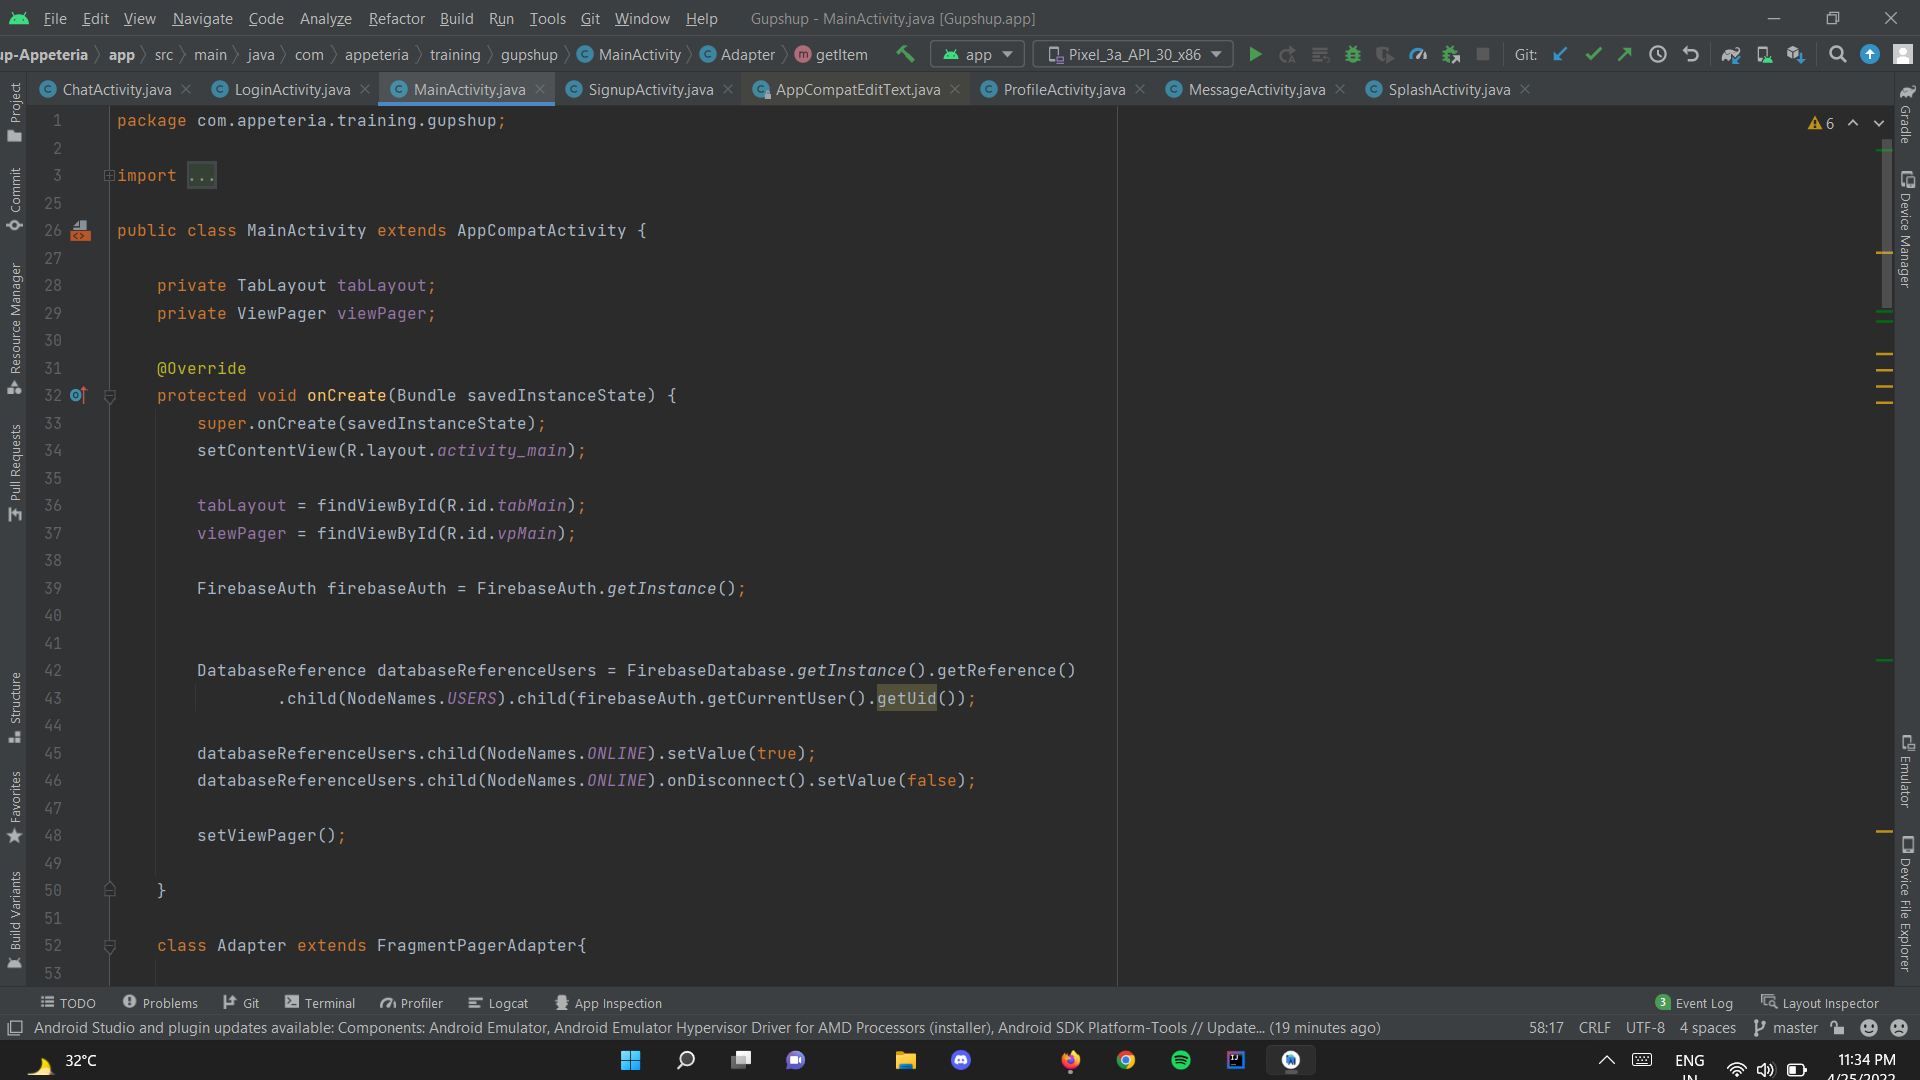 File Edit View Navigate Code Analyze Refactor Build Run Tools Git Window Help Gupshup - MainActivity.java [Gupshup.app]
up-Appeteria app src main java com appeteria training gupshup MainActivity Adapter getItem app Pixel_3a_API_30_x86 Git:
ChatActivity.java LoginActivity.java MainActivity.java SignupActivity.java AppCompatEditText.java ProfileActivity.java MessageActivity.java SplashActivity.java
Project
Commit
Resource Manager
Pull Requests
Structure
Favorites
Build Variants
1 package com.appeteria.training.gupshup;
2
3 import ...
25
26 public class MainActivity extends AppCompatActivity {
27
28 private TabLayout tabLayout;
29 private ViewPager viewPager;
30
31 @Override
32 protected void onCreate(Bundle savedInstanceState) {
33 super.onCreate(savedInstanceState);
34 setContentView(R.layout.activity_main);
35
36 tabLayout = findViewById(R.id.tabMain);
37 viewPager = findViewById(R.id.vpMain);
38
39 FirebaseAuth firebaseAuth = FirebaseAuth.getInstance();
40
41
42 DatabaseReference databaseReferenceUsers = FirebaseDatabase.getInstance().getReference()
43 .child(NodeNames.USERS).child(firebaseAuth.getCurrentUser().getUid());
44
45 databaseReferenceUsers.child(NodeNames.ONLINE).setValue(true);
46 databaseReferenceUsers.child(NodeNames.ONLINE).onDisconnect().setValue(false);
47
48 setViewPager();
49
50 }
51
52 class Adapter extends FragmentPagerAdapter{
53
6
Gradle
Device Manager
Emulator
Device File Explorer
TODO Problems Git Terminal Profiler Logcat App Inspection 3 Event Log Layout Inspector
Android Studio and plugin updates available: Components: Android Emulator, Android Emulator Hypervisor Driver for AMD Processors (installer), Android SDK Platform-Tools // Update... (19 minutes ago) 58:17 CRLF UTF-8 4 spaces master
32°C ENG 11:34 PM
IN 4/25/2022